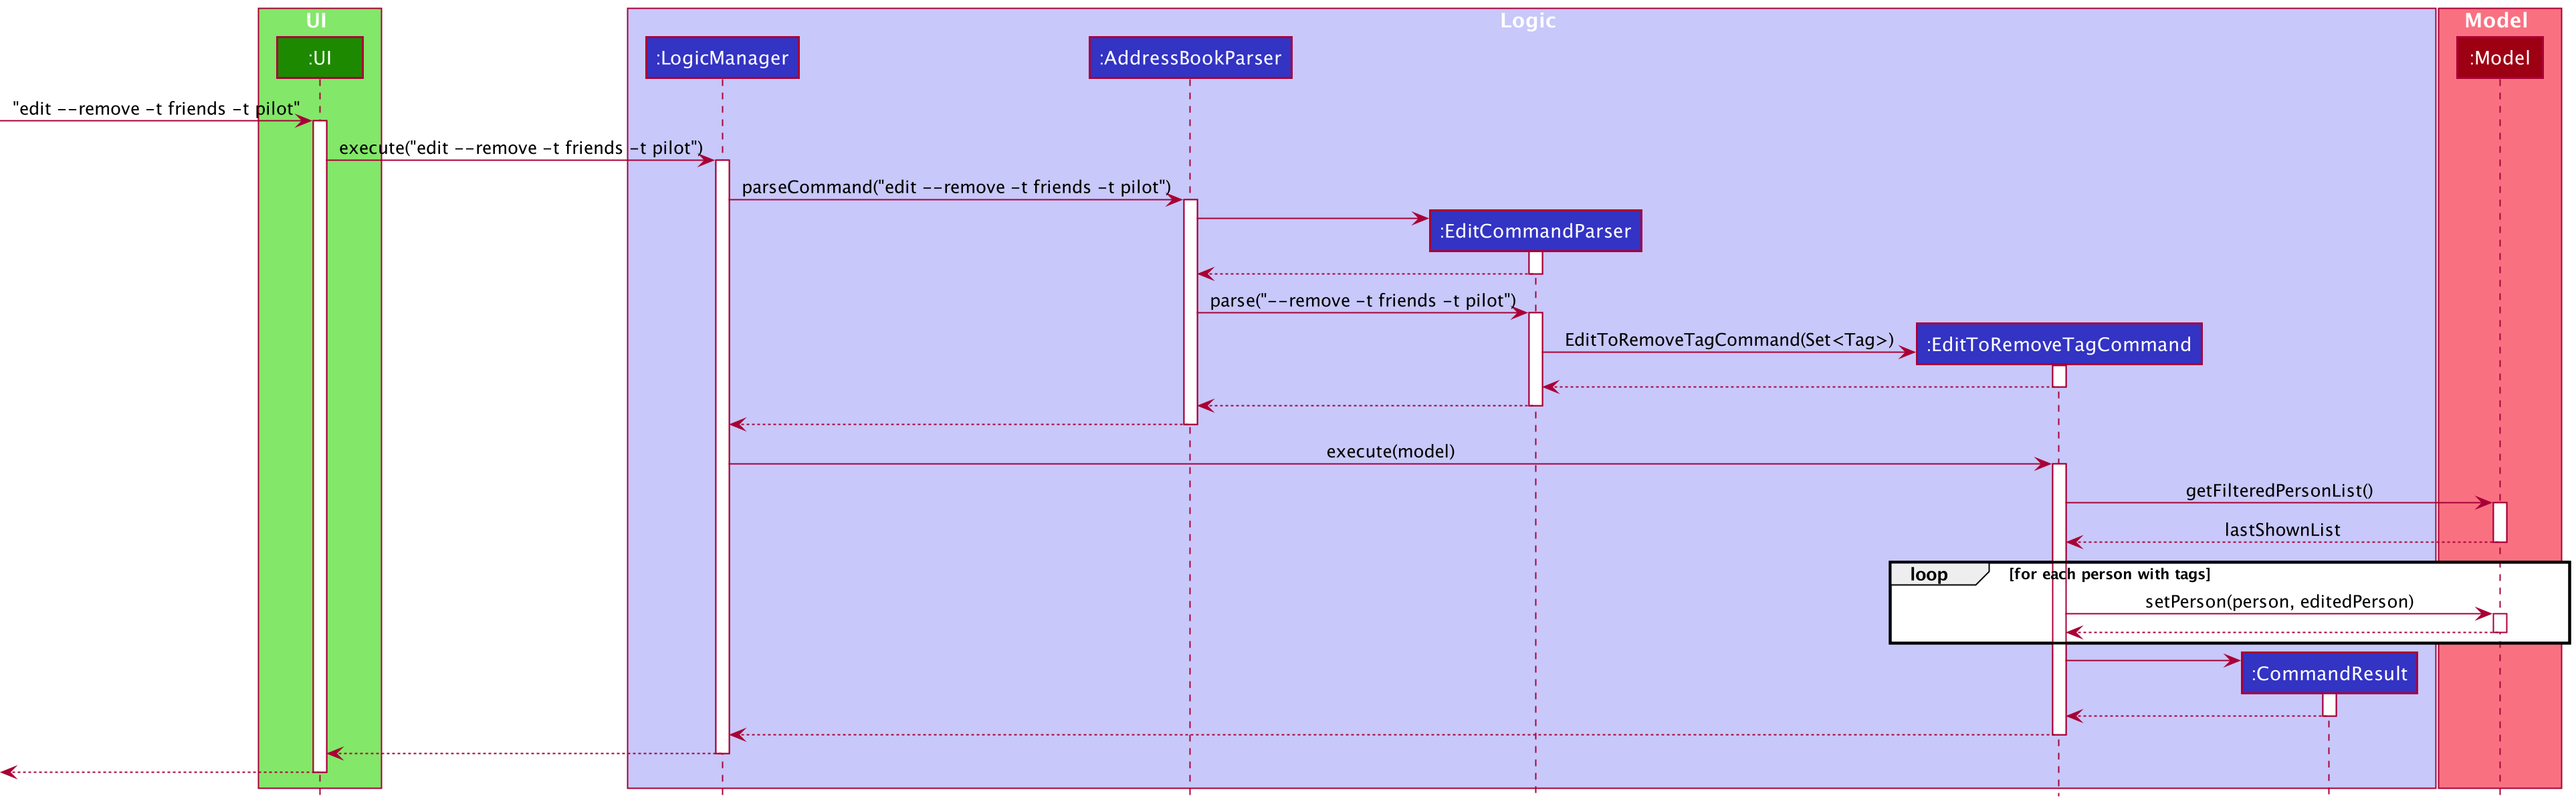 UI
Logic
Model
:UI
:LogicManager
:AddressBookParser
:Model
"edit --remove -t friends -t pilot"
execute("edit --remove -t friends -t pilot")
parseCommand("edit --remove -t friends -t pilot")
:EditCommandParser
parse("--remove -t friends -t pilot")
EditToRemoveTagCommand(Set<Tag>)
:EditToRemoveTagCommand
execute(model)
getFilteredPersonList()
lastShownList
loop
[for each person with tags]
setPerson(person, editedPerson)
:CommandResult